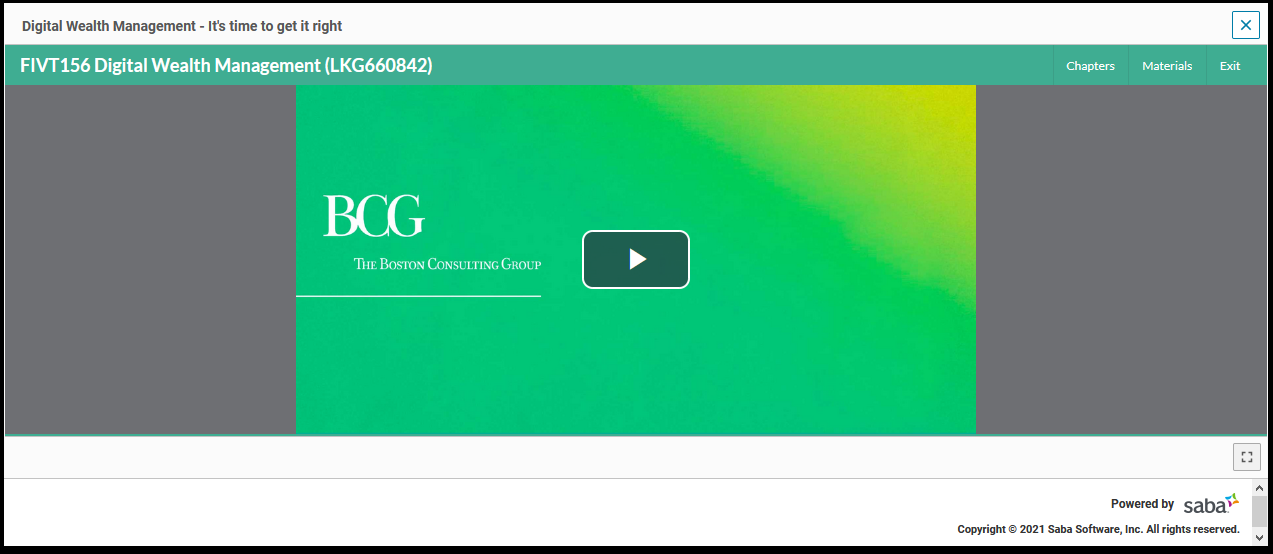 Digital Wealth Management - It's time to get it right
FIVT156 Digital Wealth Management (LKG660842)
Chapters
Materials
Exit
BCG
The Boston Consulting Group
Powered by saba
Copyright © 2021 Saba Software, Inc. All rights reserved.